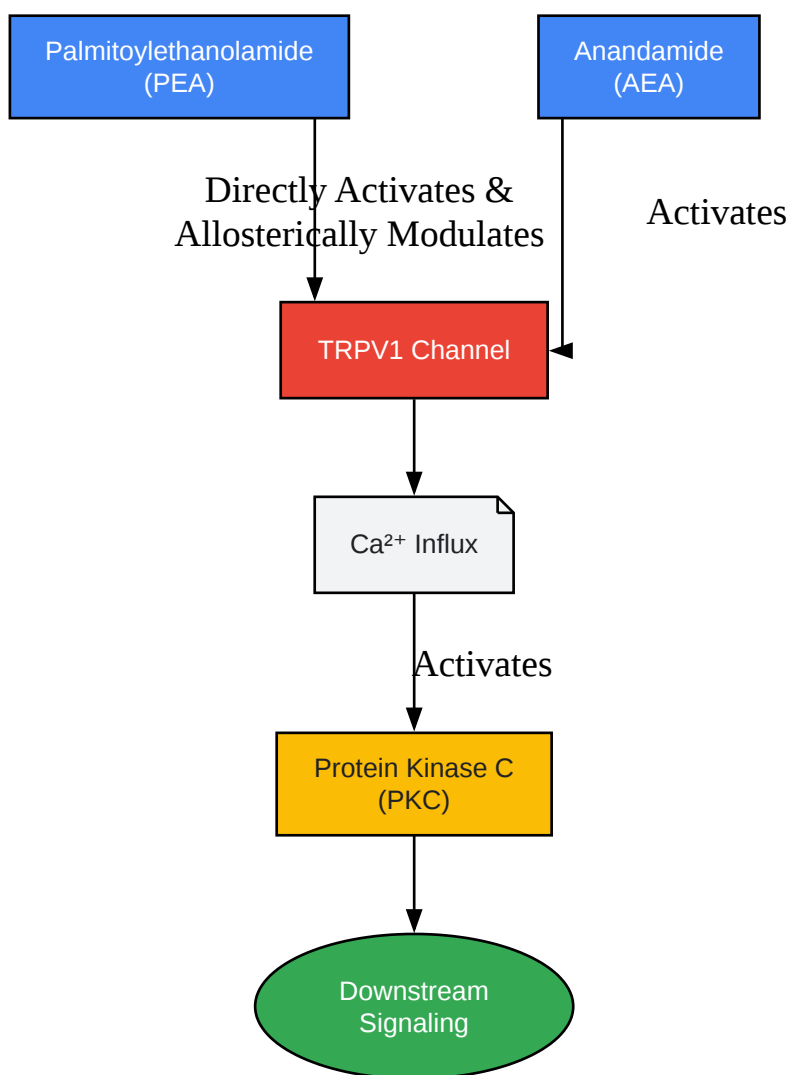 Palmitoylethanolamide
(PEA)
Anandamide
(AEA)
Directly Activates &
Allosterically Modulates
Activates
TRPV1 Channel
Ca²⁺ Influx
Activates
Protein Kinase C
(PKC)
Downstream
Signaling